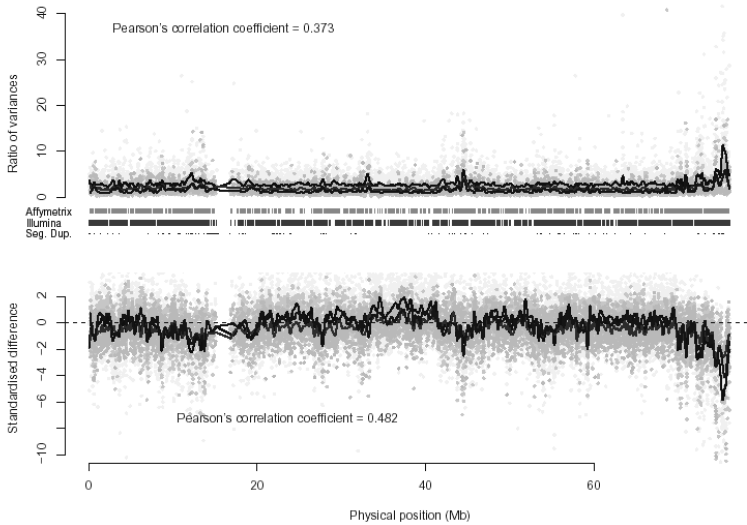 40
Pearson's correlation coefficient = 0.373
30
20
10
0
Ratio of variances
Affymetrix
Illumina
Seg. Dup.
2
0
−2
−4
−6
−10
Standardised difference
Pearson's correlation coefficient = 0.482
0 20 40 60
Physical position (Mb)